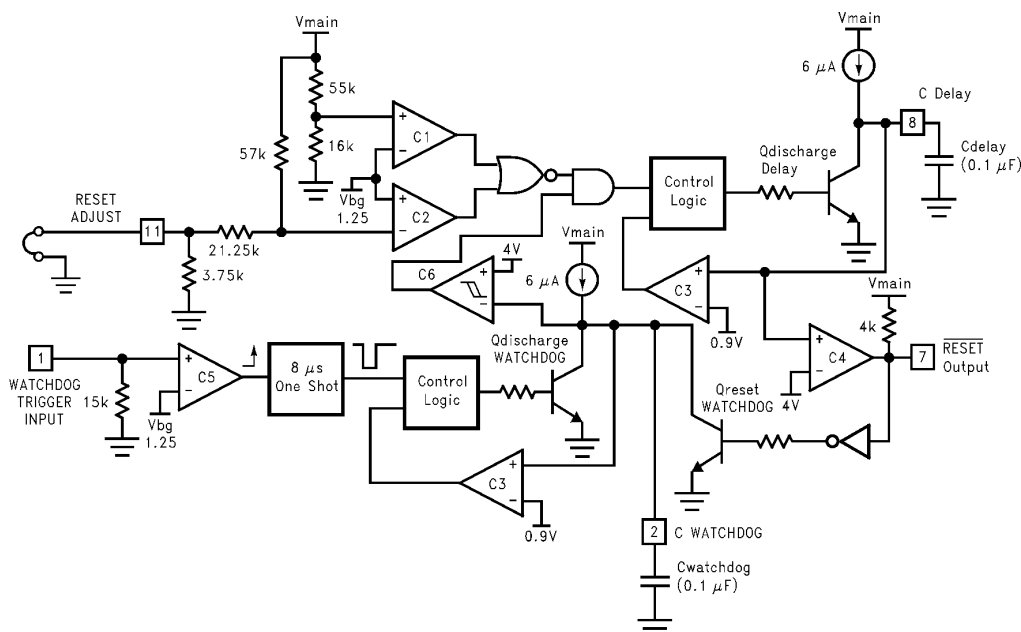 Vmain
55k
16k
57k
C1
Vbg
1.25
C2
RESET
ADJUST
11
21.25k
3.75k
Control
Logic
Qdischarge
Delay
Vmain
6 μA
C Delay
8
Cdelay
(0.1 μF)
C6
4V
Vmain
6 μA
C3
0.9V
Vmain
4k
C4
4V
7
RESET
Output
1
WATCHDOG
TRIGGER
INPUT
15k
C5
Vbg
1.25
8 μs
One Shot
Control
Logic
Qdischarge
WATCHDOG
Qreset
WATCHDOG
C3
0.9V
2
C WATCHDOG
Cwatchdog
(0.1 μF)
+
−
+
−
+
−
+
−
+
−
+
−
+
−